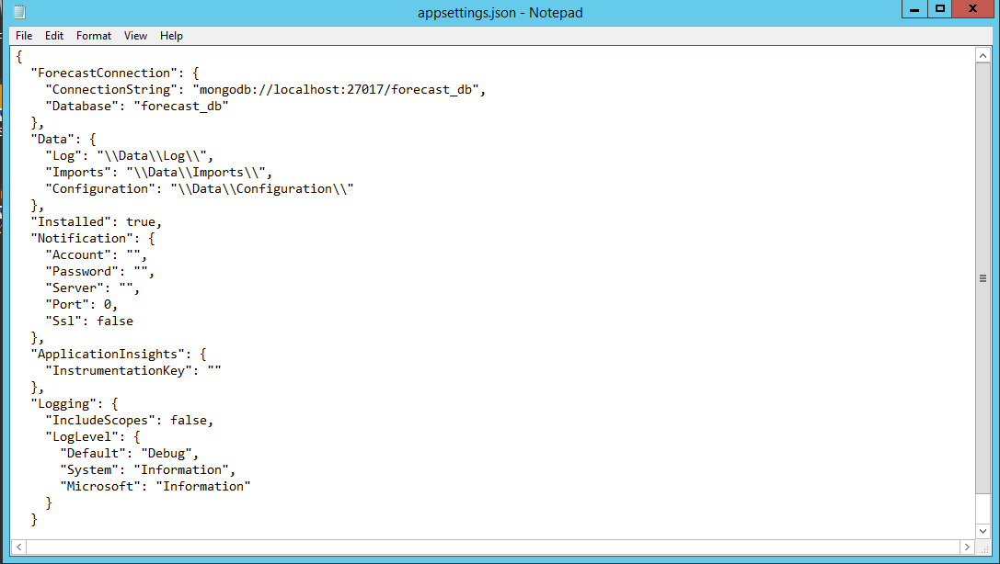 appsettings.json - Notepad
File Edit Format View Help
{
  "ForecastConnection": {
    "ConnectionString": "mongodb://localhost:27017/forecast_db",
    "Database": "forecast_db"
  },
  "Data": {
    "Log": "\\Data\\Log\\",
    "Imports": "\\Data\\Imports\\",
    "Configuration": "\\Data\\Configuration\\"
  },
  "Installed": true,
  "Notification": {
    "Account": "",
    "Password": "",
    "Server": "",
    "Port": 0,
    "Ssl": false
  },
  "ApplicationInsights": {
    "InstrumentationKey": ""
  },
  "Logging": {
    "IncludeScopes": false,
    "LogLevel": {
      "Default": "Debug",
      "System": "Information",
      "Microsoft": "Information"
    }
  }